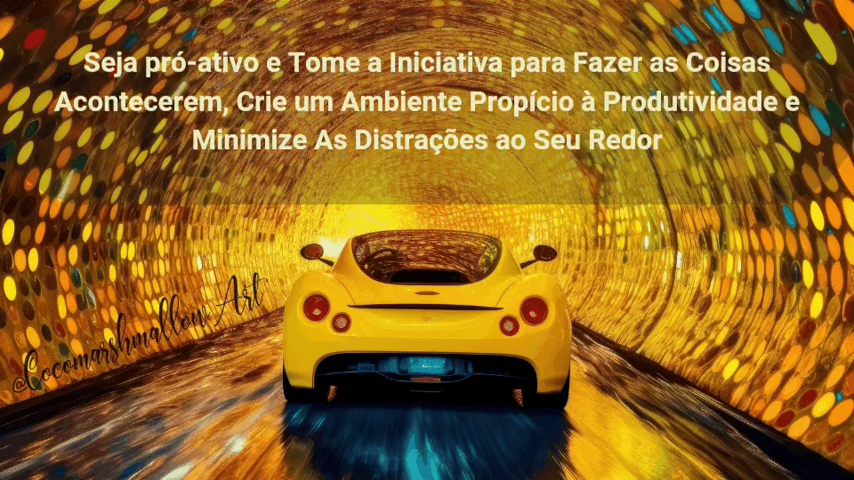 Seja pró-ativo e Tome a Iniciativa para Fazer as Coisas
Acontecerem, Crie um Ambiente Propício à Produtividade e
Minimize As Distrações ao Seu Redor
@Cocomarshmallow Art